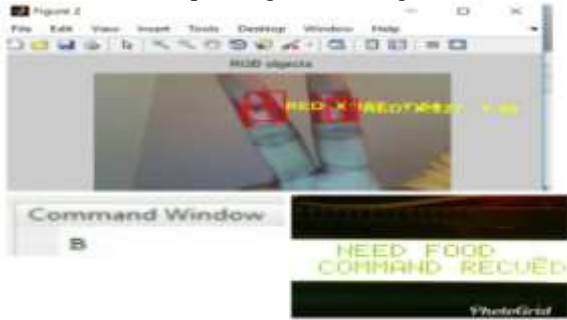 Figure 2
File Edit View Insert Tools Desktop Window Help
RGB objects
RED X
Command Window
B
NEED FOOD
COMMAND RECVED
PhotoGrid